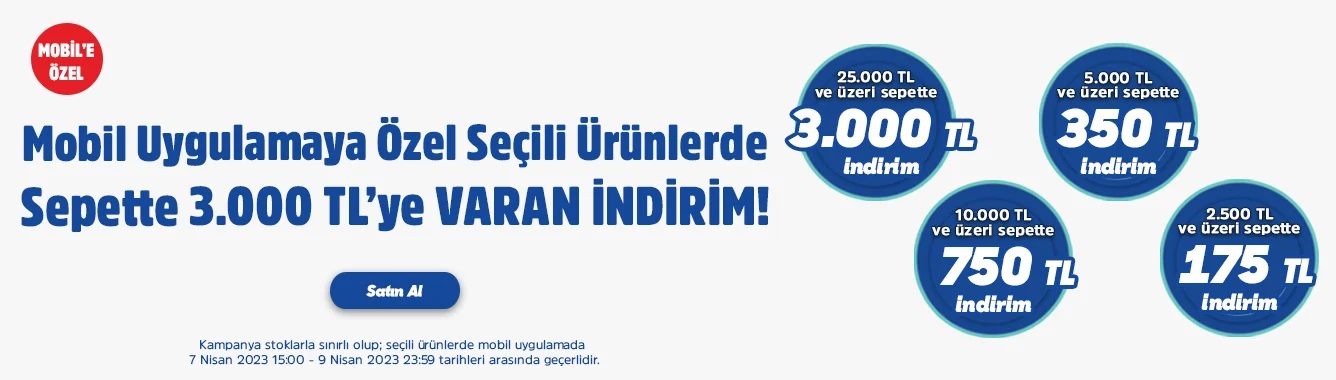 MOBİL'E
ÖZEL
Mobil Uygulamaya Özel Seçili Ürünlerde
Sepette 3.000 TL'ye VARAN İNDİRİM!
Satın Al
Kampanya stoklarla sınırlı olup; seçili ürünlerde mobil uygulamada
7 Nisan 2023 15:00 - 9 Nisan 2023 23:59 tarihleri arasında geçerlidir.
25.000 TL
ve üzeri sepette
3.000 TL
indirim
5.000 TL
ve üzeri sepette
350 TL
indirim
10.000 TL
ve üzeri sepette
750 TL
indirim
2.500 TL
ve üzeri sepette
175 TL
indirim